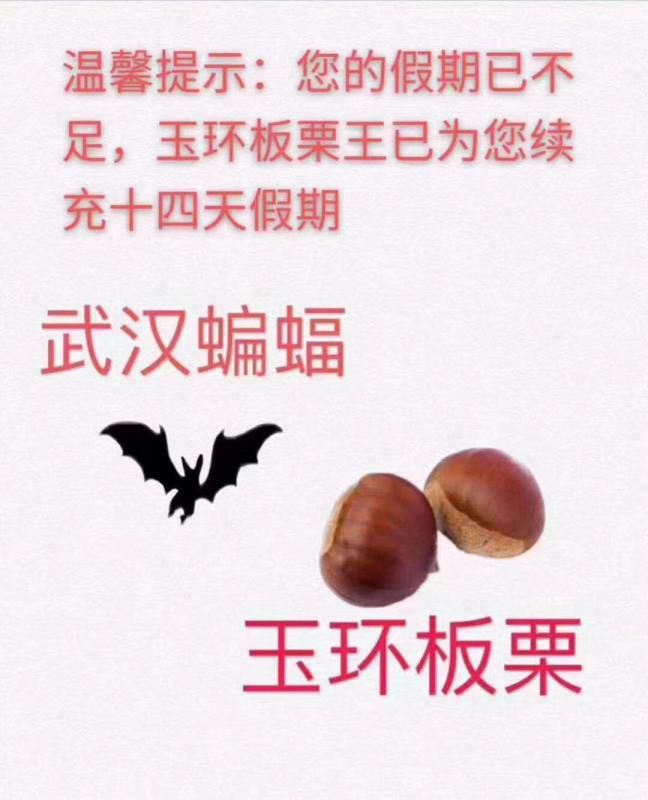 温馨提示：您的假期已不
足，玉环板栗王已为您续
充十四天假期
武汉蝙蝠
玉环板栗